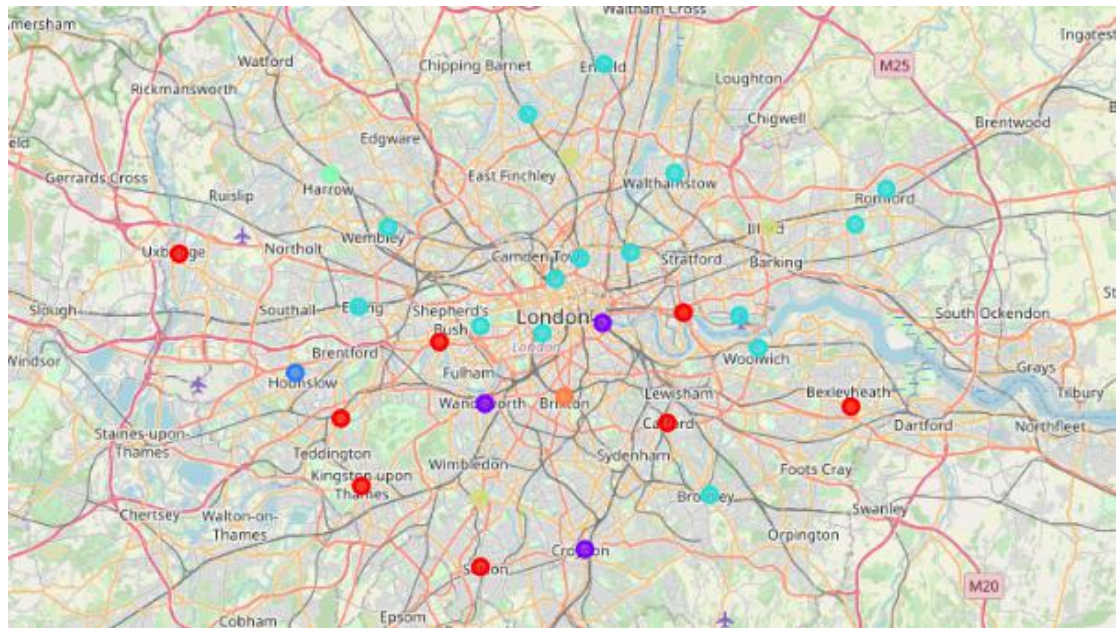 Amersham
Waltham Cross
Ingatest
Watford
Chipping Barnet
Enfield
M25
Rickmansworth
Loughton
Chigwell
Brentwood
Edgware
Gerrards Cross
Harrow
East Finchley
Walthamstow
Romford
Ruislip
Uxbridge
Northolt
Wembley
Ilford
Camden Town
Stratford
Barking
Slough
Southall
Ealing
Shepherd's
Bush
London
London
South Ockendon
Windsor
Brentford
Woolwich
Grays
Hounslow
Fulham
Lewisham
Bexleyheath
Tilbury
Wandsworth
Brixton
Catford
Dartford
Northfleet
Staines-upon-
Thames
Teddington
Wimbledon
Sydenham
Foots Cray
Kingston upon
Thames
Bromley
Swanley
Chertsey
Walton-on-
Thames
Croydon
Orpington
Sutton
M20
Epsom
Cobham